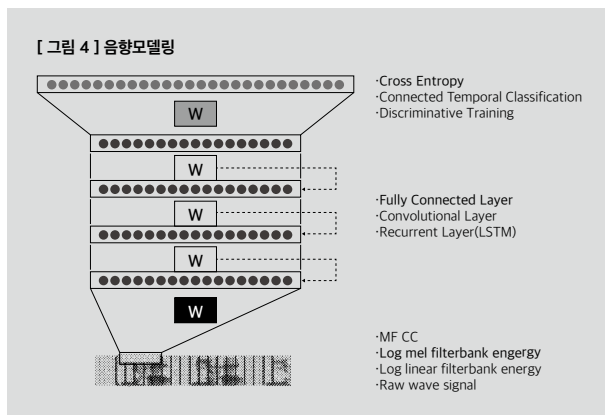 [ 그림 4 ] 음향모델링
·Cross Entropy
·Connected Temporal Classification
·Discriminative Training
W
W
W
·Fully Connected Layer
·Convolutional Layer
·Recurrent Layer(LSTM)
W
W
·MF CC
·Log mel filterbank engergy
·Log linear filterbank energy
·Raw wave signal